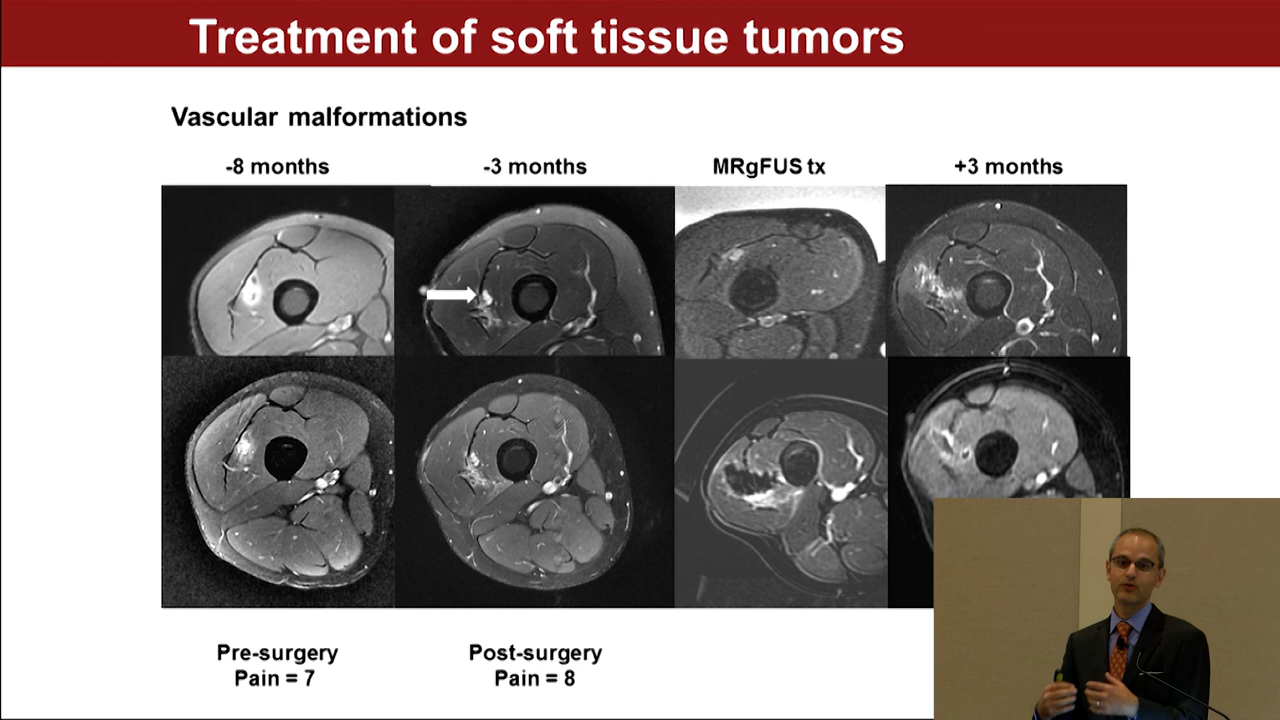 Treatment of soft tissue tumors
Vascular malformations
-8 months
-3 months
MRgFUS tx
+3 months
Pre-surgery
Pain = 7
Post-surgery
Pain = 8